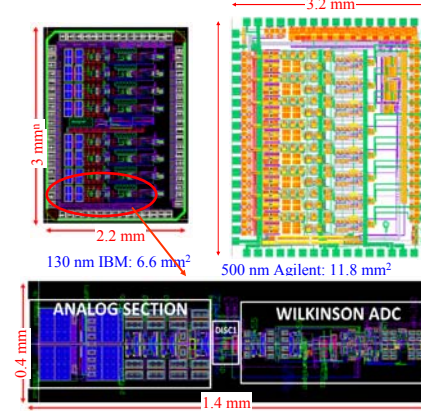 3.2 mm
3 mmⁿ
2.2 mm
130 nm IBM: 6.6 mm²
500 nm Agilent: 11.8 mm²
ANALOG SECTION
DISC1
WILKINSON ADC
0.4 mm
1.4 mm